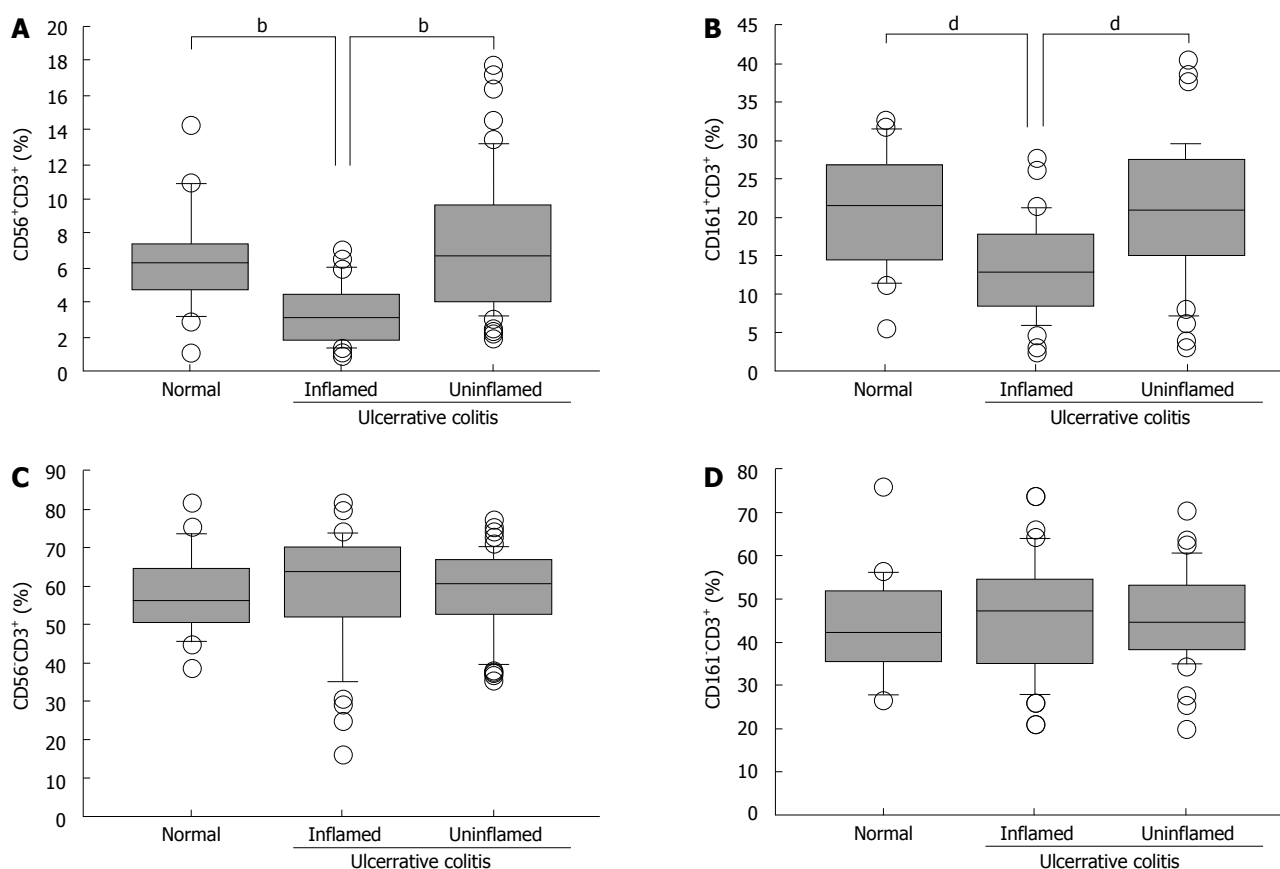 A
b
b
CD56⁺CD3⁺ (%)
20
18
16
14
12
10
8
6
4
2
0
Normal
Inflamed
Uninflamed
Ulcerrative colitis
B
d
d
CD161⁺CD3⁺ (%)
45
40
35
30
25
20
15
10
5
0
Normal
Inflamed
Uninflamed
Ulcerrative colitis
C
CD56⁻CD3⁺ (%)
90
80
70
60
50
40
30
20
10
0
Normal
Inflamed
Uninflamed
Ulcerrative colitis
D
CD161⁻CD3⁺ (%)
80
70
60
50
40
30
20
10
0
Normal
Inflamed
Uninflamed
Ulcerrative colitis